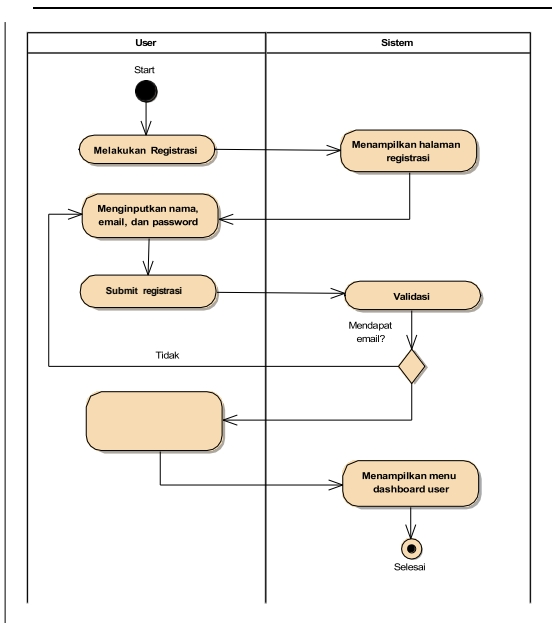 User
Sistem
Start
Melakukan Registrasi
Menampilkan halaman
registrasi
Menginputkan nama,
email, dan password
Submit registrasi
Validasi
Mendapat
email?
Tidak
Menampilkan menu
dashboard user
Selesai